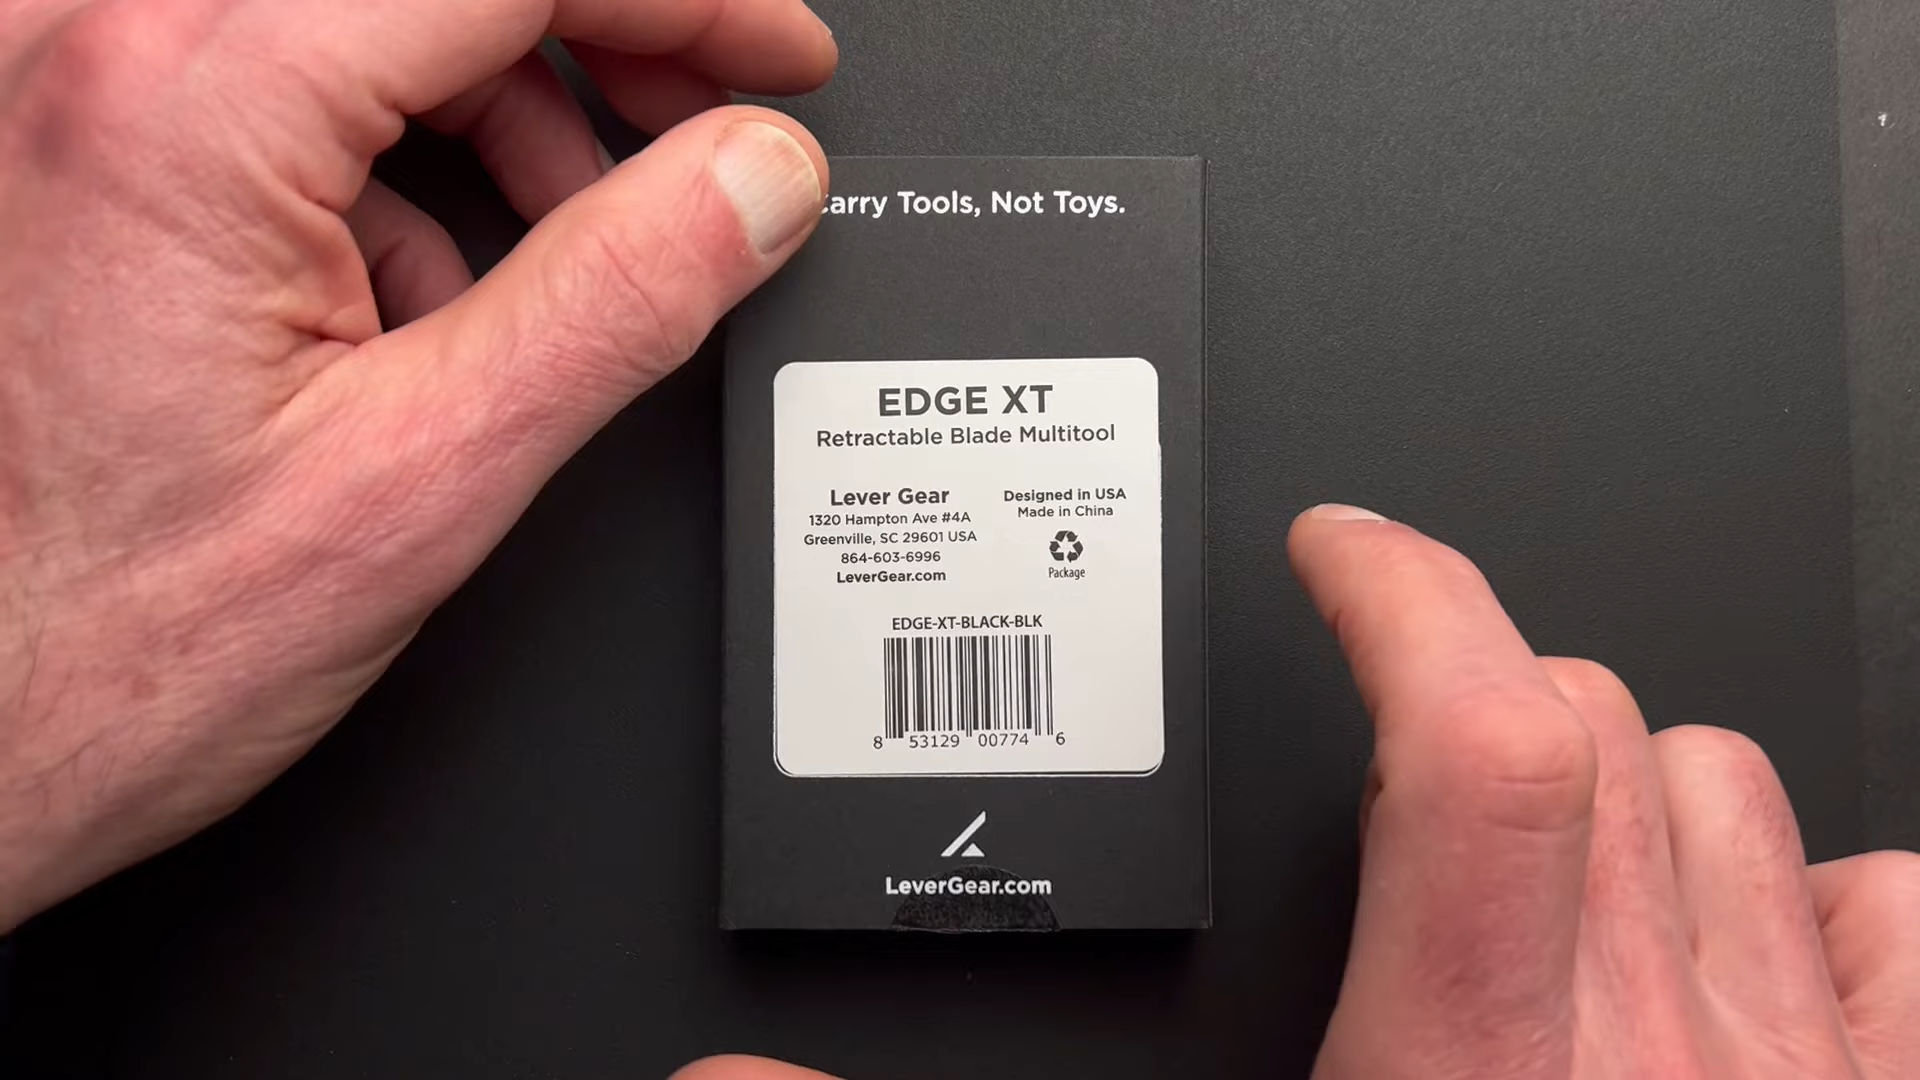 arry Tools, Not Toys.
EDGE XT
Retractable Blade Multitool
Lever Gear
1320 Hampton Ave #4A
Greenville, SC 29601 USA
864-603-6996
LeverGear.com
Designed in USA
Made in China
Package
EDGE-XT-BLACK-BLK
8 53129 00774 6
LeverGear.com